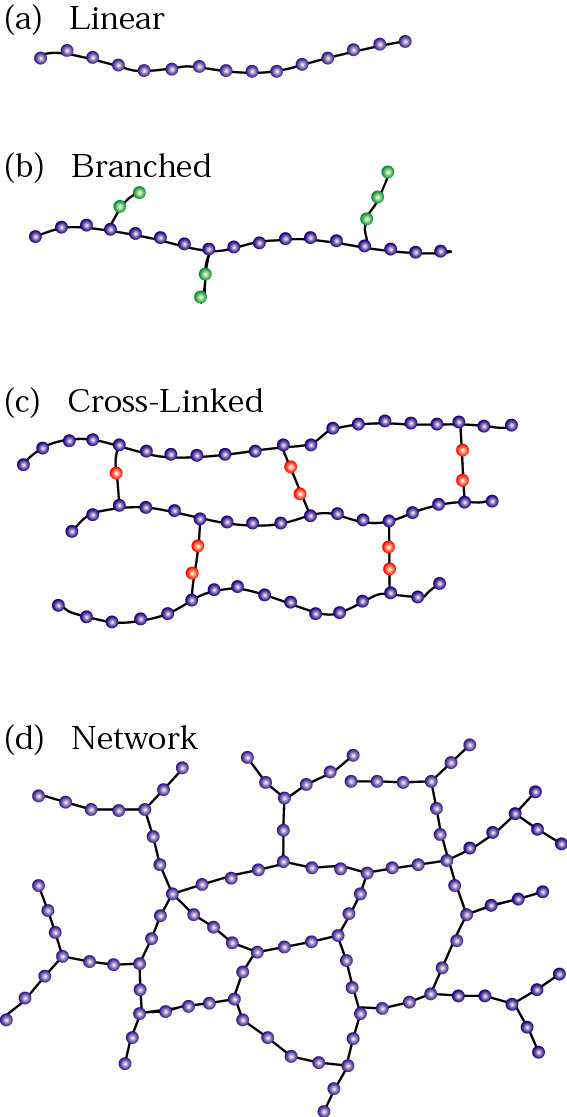 (a) Linear
(b) Branched
(c) Cross-Linked
(d) Network